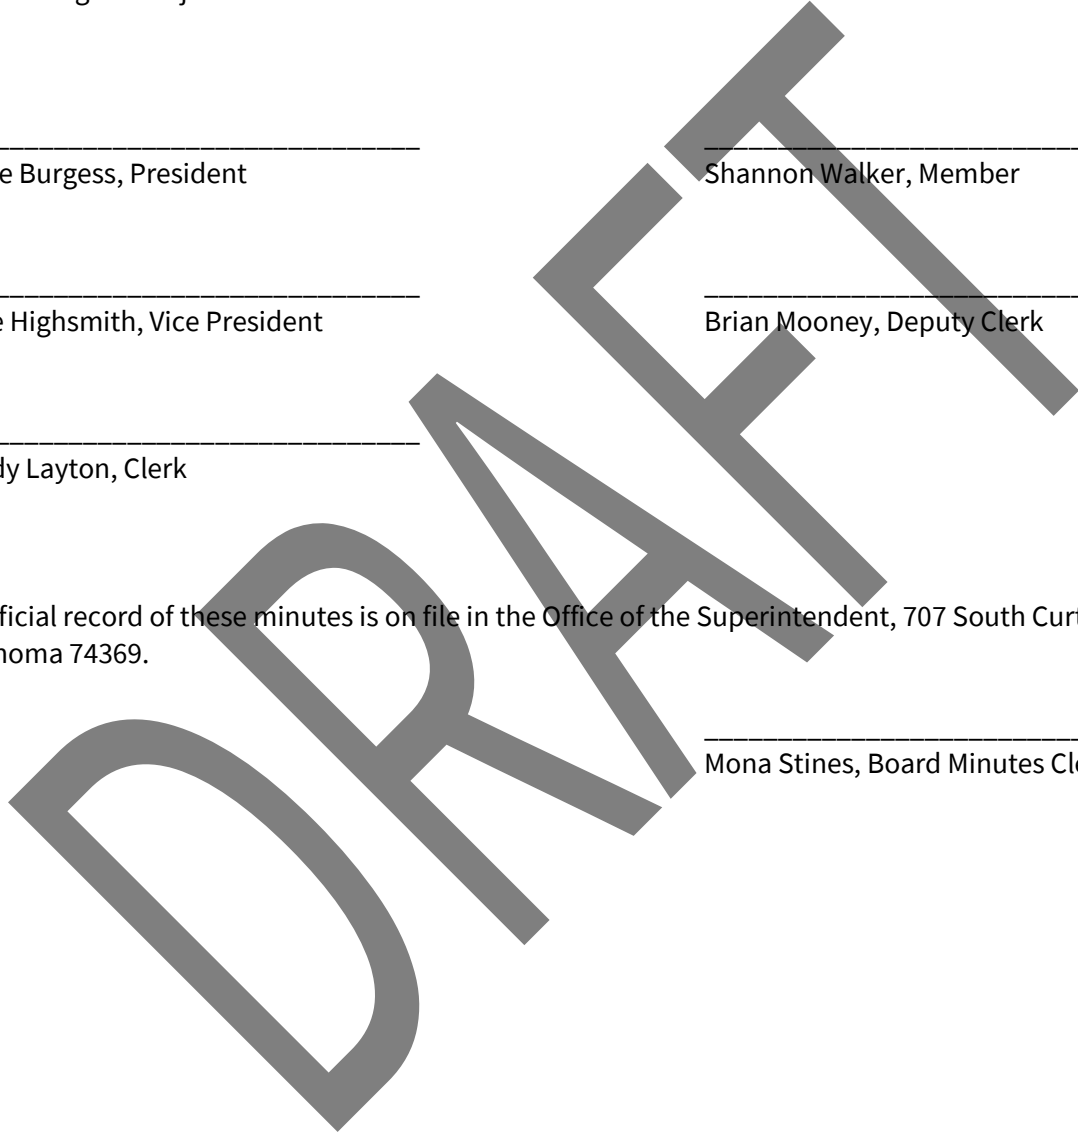 e Burgess, President
Shannon Walker, Member
Highsmith, Vice President
Brian Mooney, Deputy Clerk
dy Layton, Clerk
ficial record of these minutes is on file in the Office of the Superintendent, 707 South Curt
homa 74369.
Mona Stines, Board Minutes Cle
DRAFT